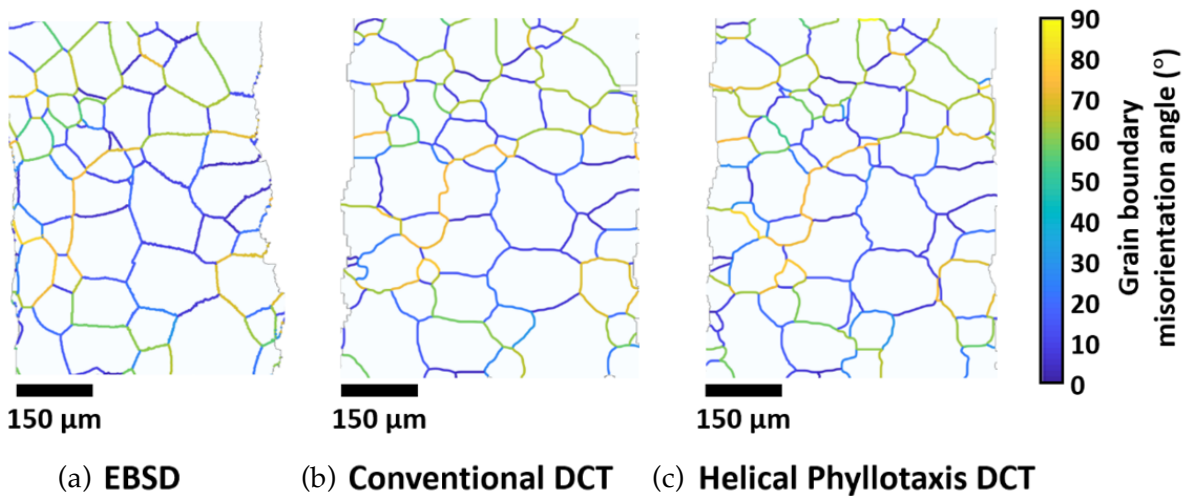 90
80
70
60
50
40
30
20
10
0
Grain boundary
misorientation angle (°)
150 µm
150 µm
150 µm
(a) EBSD
(b) Conventional DCT
(c) Helical Phyllotaxis DCT